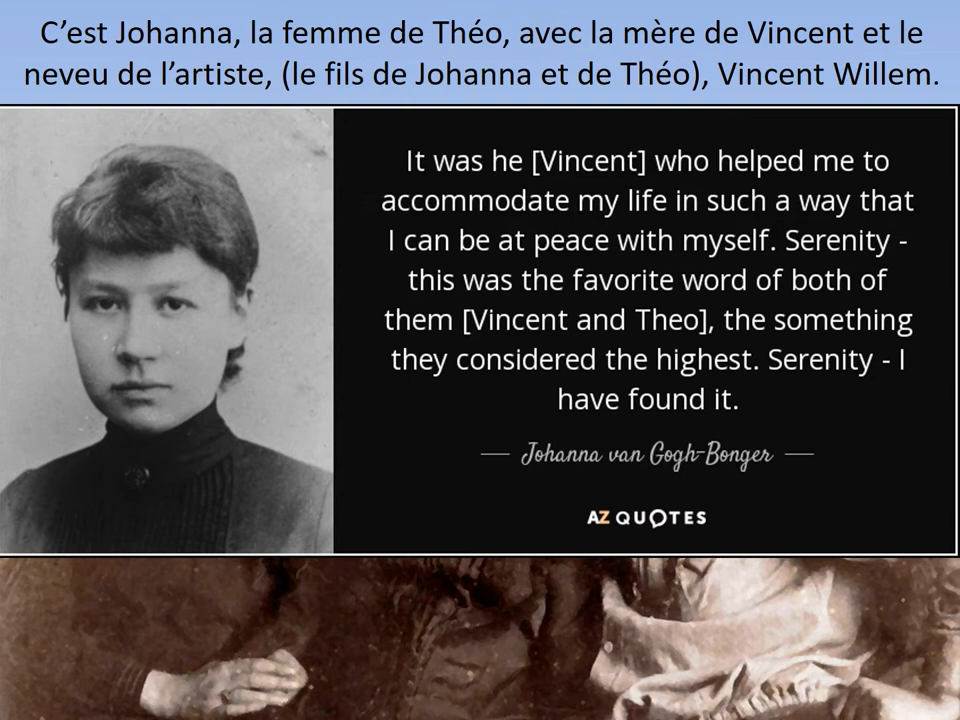 C’est Johanna, la femme de Théo, avec la mère de Vincent et le
neveu de l’artiste, (le fils de Johanna et de Théo), Vincent Willem.
It was he [Vincent] who helped me to
accommodate my life in such a way that
I can be at peace with myself. Serenity -
this was the favorite word of both of
them [Vincent and Theo], the something
they considered the highest. Serenity - I
have found it.
Johanna van Gogh-Bonger
AZ QUOTES